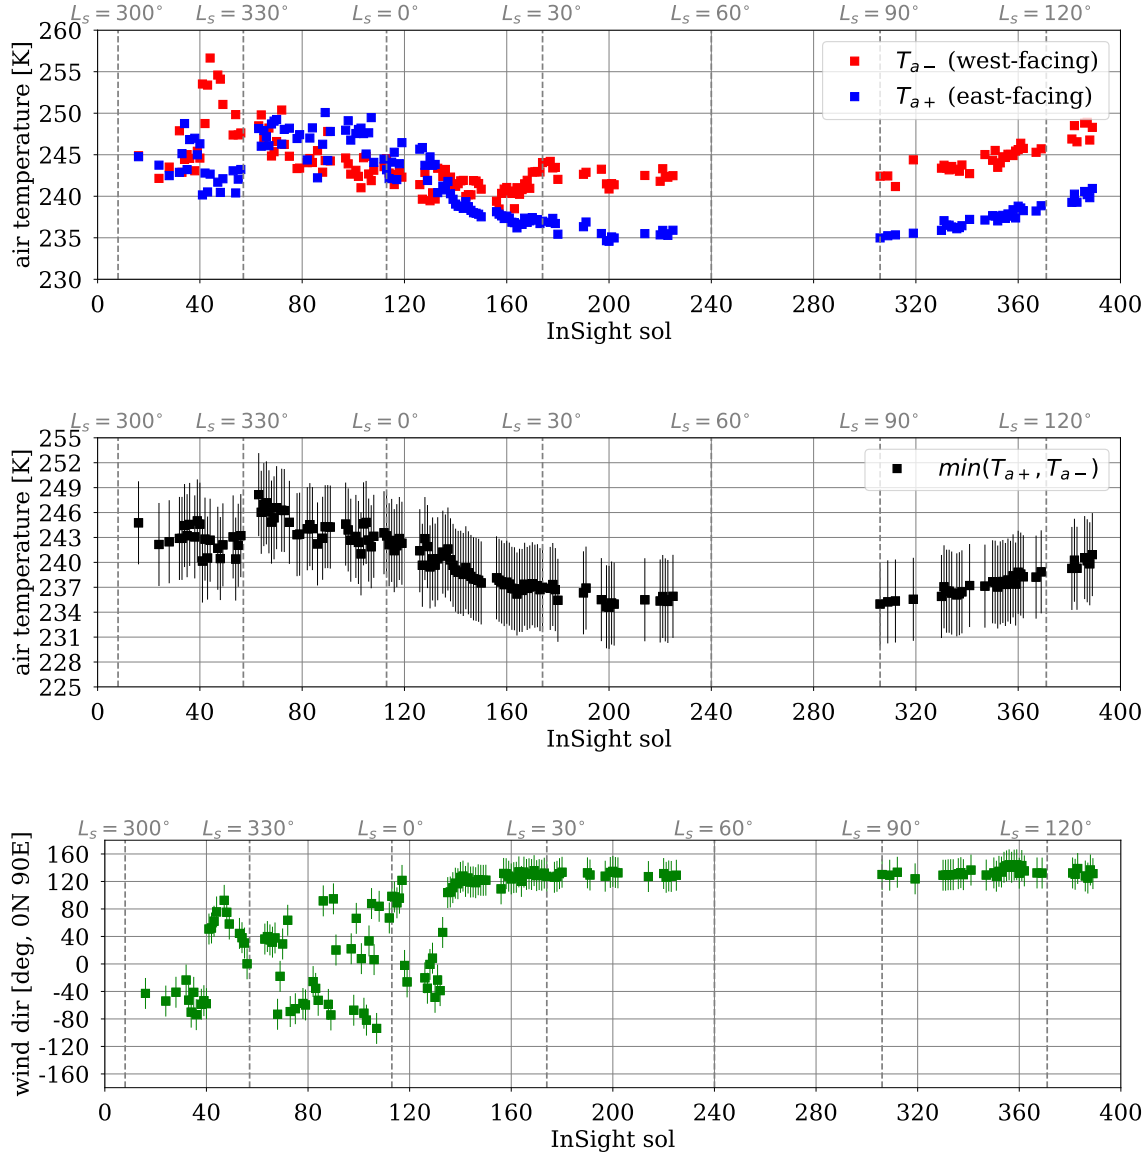 Ls = 300° Ls = 330° Ls = 0° Ls = 30° Ls = 60° Ls = 90° Ls = 120°
260
255
250
245
240
235
230
air temperature [K]
Ta− (west-facing)
Ta+ (east-facing)
0 40 80 120 160 200 240 280 320 360 400
InSight sol
Ls = 300° Ls = 330° Ls = 0° Ls = 30° Ls = 60° Ls = 90° Ls = 120°
255
252
249
246
243
240
237
234
231
228
225
air temperature [K]
min(Ta+, Ta−)
0 40 80 120 160 200 240 280 320 360 400
InSight sol
Ls = 300° Ls = 330° Ls = 0° Ls = 30° Ls = 60° Ls = 90° Ls = 120°
160
120
80
40
0
-40
-80
-120
-160
wind dir [deg, 0N 90E]
0 40 80 120 160 200 240 280 320 360 400
InSight sol